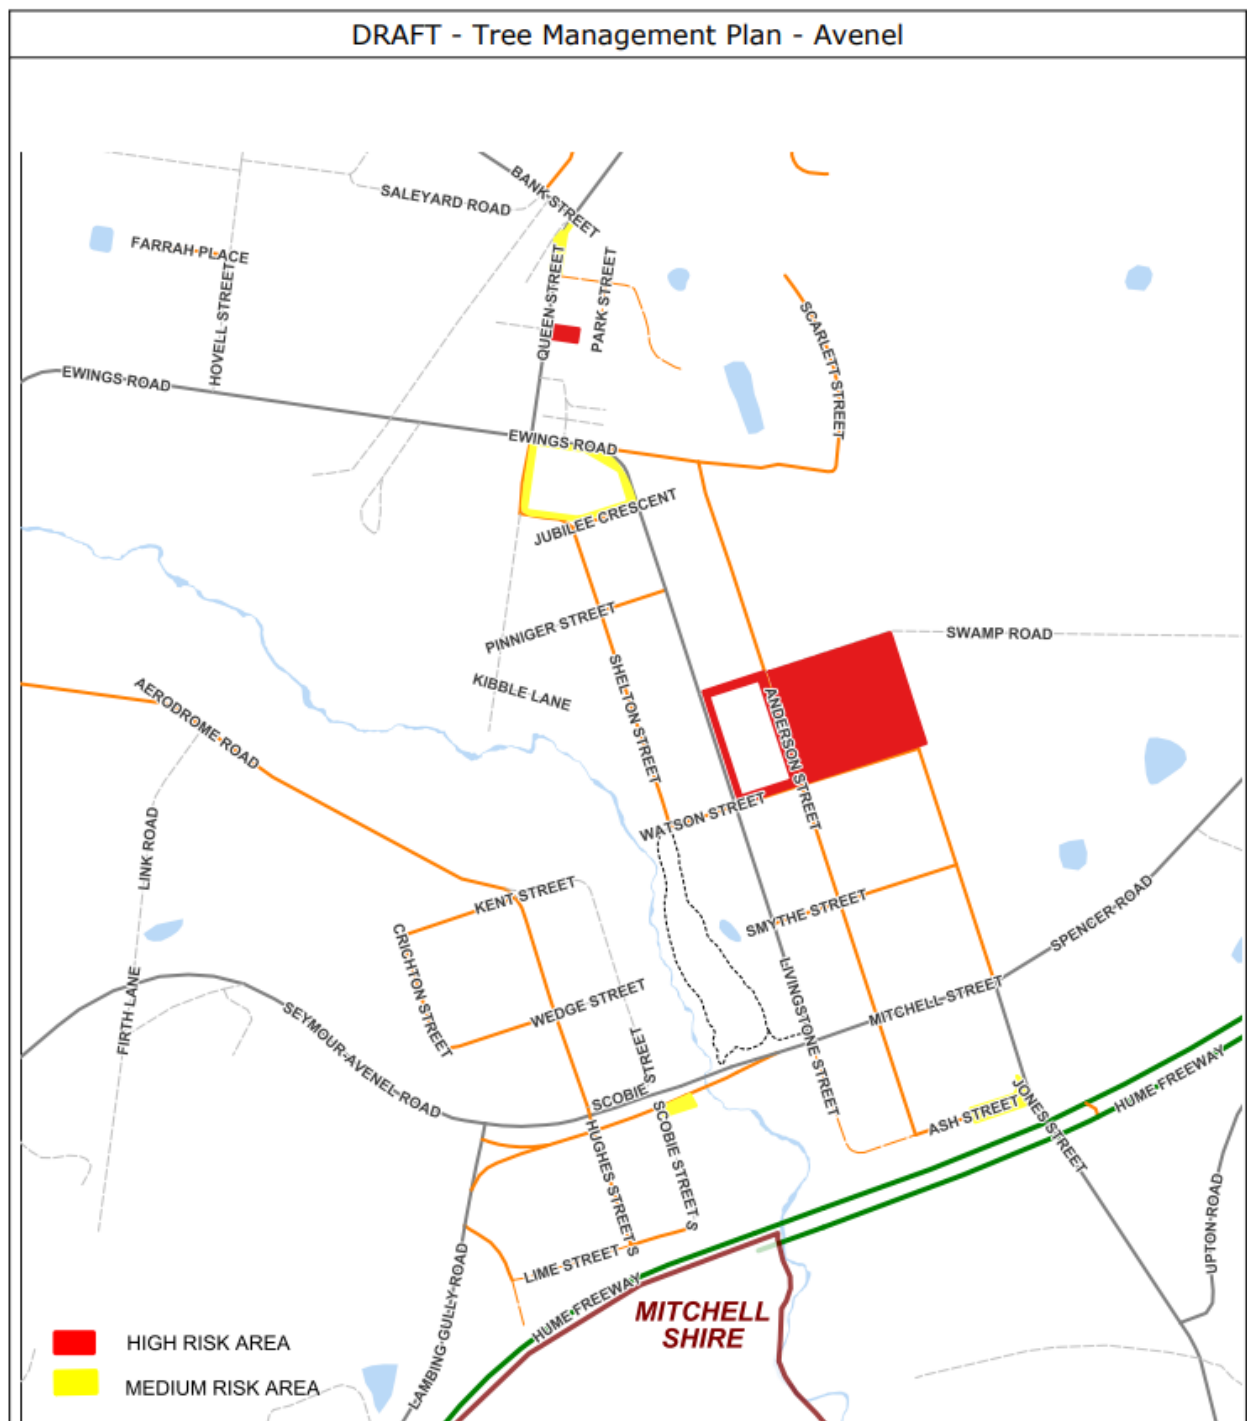 DRAFT - Tree Management Plan - Avenel
BANK STREET
SALEYARD ROAD
FARRAH PLACE
HOVELL STREET
QUEEN STREET
PARK STREET
SCARLETT STREET
EWINGS ROAD
EWINGS ROAD
JUBILEE CRESCENT
PINNIGER STREET
SWAMP ROAD
KIBBLE LANE
SHELTON STREET
AERODROME ROAD
ANDERSON STREET
WATSON STREET
LINK ROAD
KENT STREET
SMYTHE STREET
SPENCER ROAD
CRICHTON STREET
WEDGE STREET
LIVINGSTONE STREET
MITCHELL STREET
FIRTH LANE
SEYMOUR-AVENEL ROAD
SCOBIE STREET
SCOBIE STREET S
ASH STREET
JONES STREET
HUME FREEWAY
HUGHES STREET S
UPTON ROAD
LIME STREET
LAMBING GULLY ROAD
HUME FREEWAY
MITCHELL
SHIRE
HIGH RISK AREA
MEDIUM RISK AREA